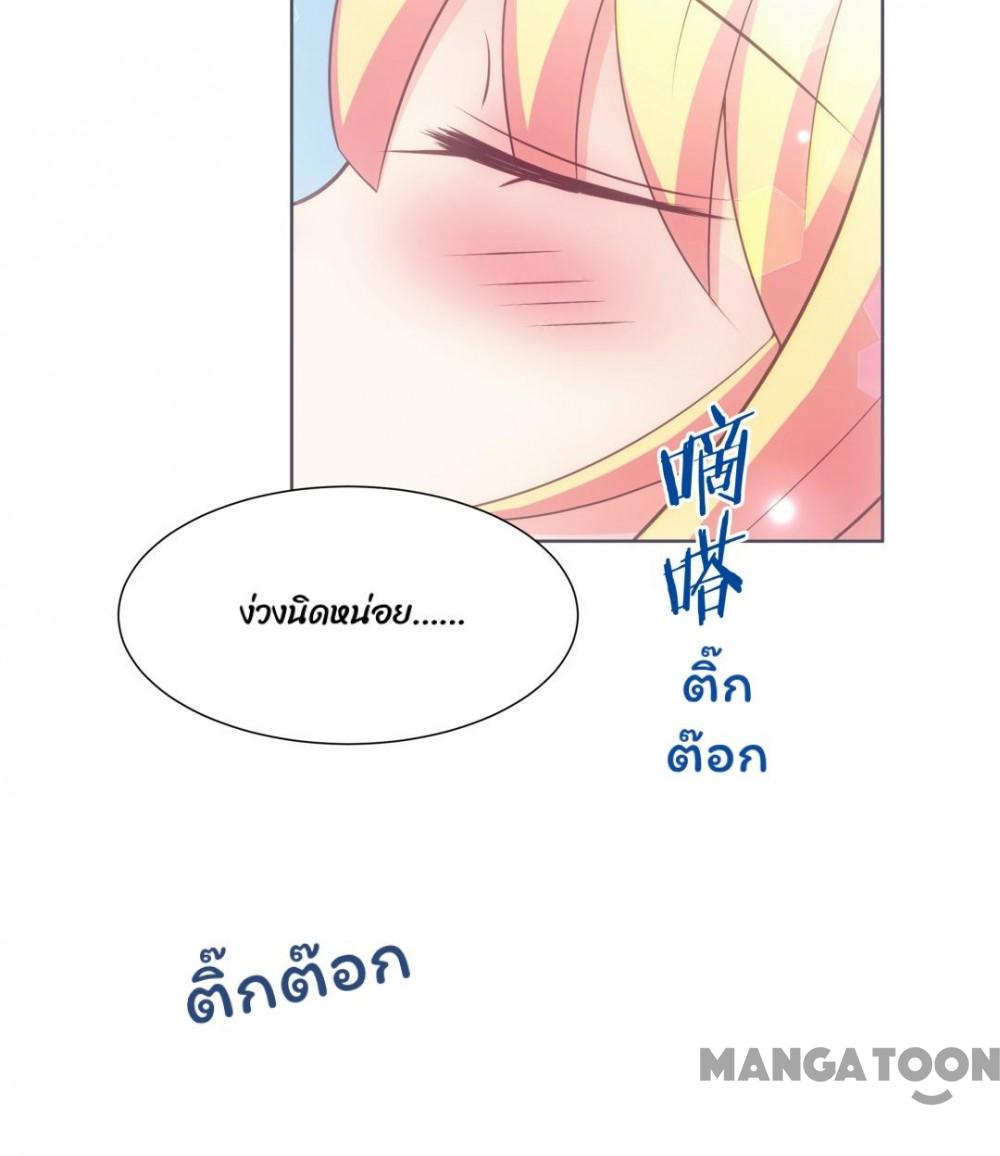 嘀
嗒
ง่วงนิดหน่อย......
ติ๊ก
ต๊อก
ติ๊กต๊อก
MANGATOON